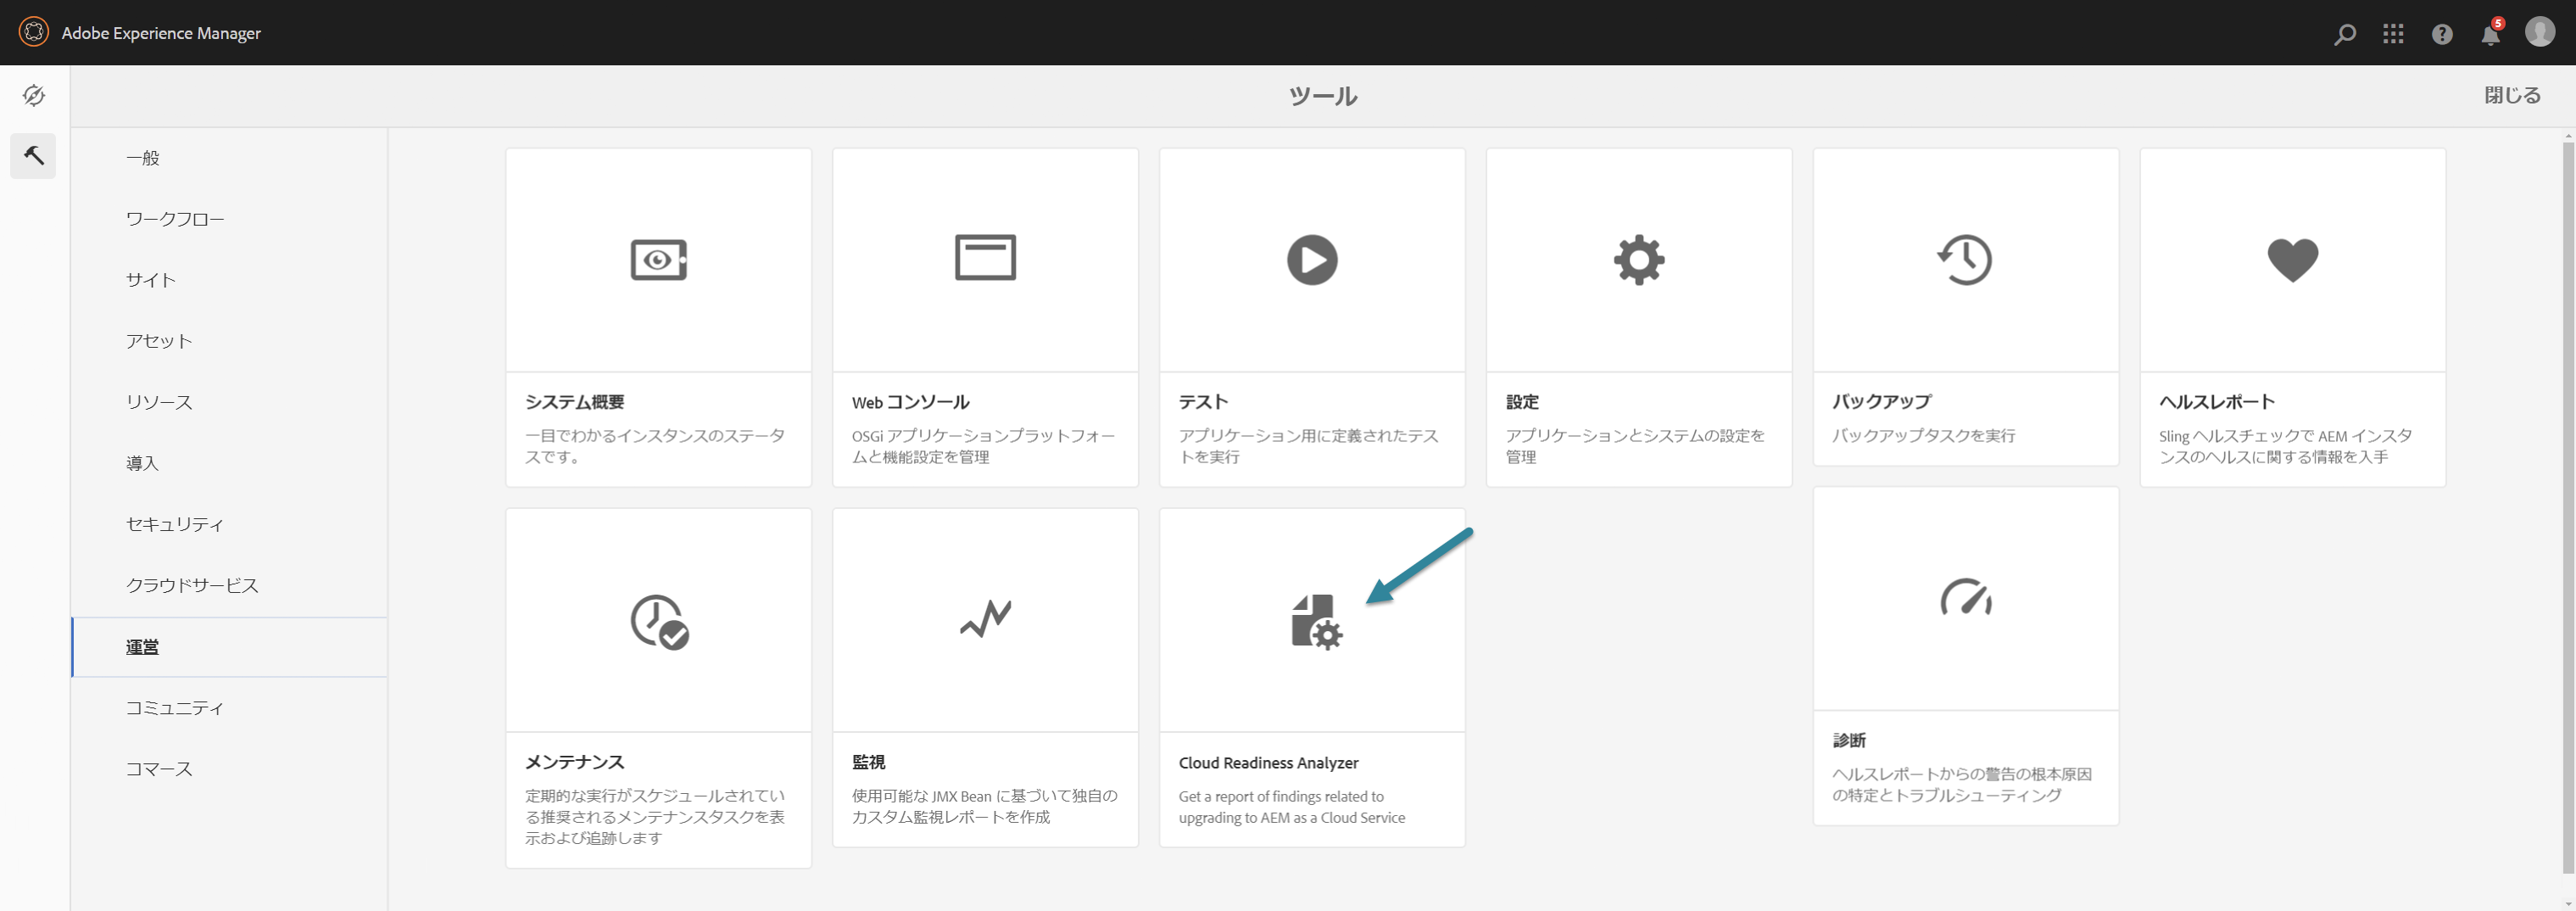 Adobe Experience Manager
5
ツール
閉じる
一般
ワークフロー
サイト
アセット
リソース
導入
セキュリティ
クラウドサービス
運営
コミュニティ
コマース
システム概要
一目でわかるインスタンスのステータ
スです。
Web コンソール
OSGi アプリケーションプラットフォー
ムと機能設定を管理
テスト
アプリケーション用に定義されたテス
トを実行
設定
アプリケーションとシステムの設定を
管理
バックアップ
バックアップタスクを実行
ヘルスレポート
Sling ヘルスチェックで AEM インスタ
ンスのヘルスに関する情報を入手
メンテナンス
定期的な実行がスケジュールされてい
る推奨されるメンテナンスタスクを表
示および追跡します
監視
使用可能な JMX Bean に基づいて独自の
カスタム監視レポートを作成
Cloud Readiness Analyzer
Get a report of findings related to
upgrading to AEM as a Cloud Service
診断
ヘルスレポートからの警告の根本原因
の特定とトラブルシューティング